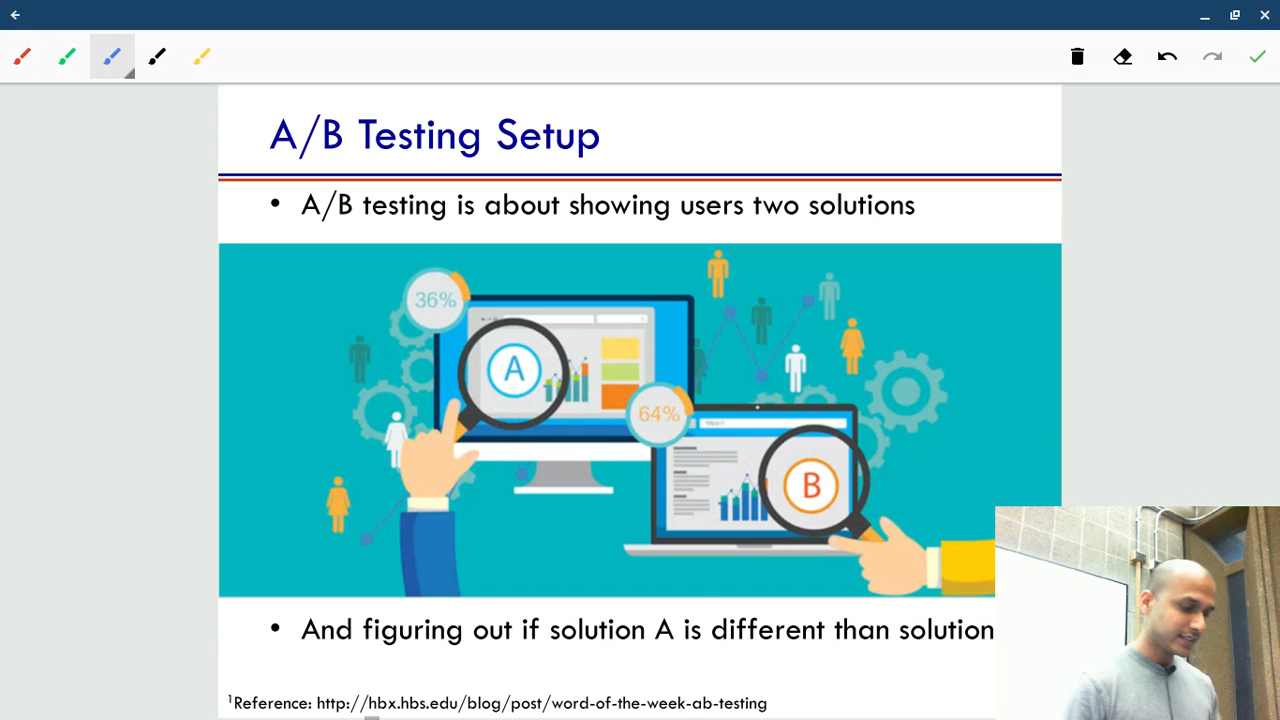 A/B Testing Setup
• A/B testing is about showing users two solutions
36%
A
64%
B
• And figuring out if solution A is different than solution
1Reference: http://hbx.hbs.edu/blog/post/word-of-the-week-ab-testing